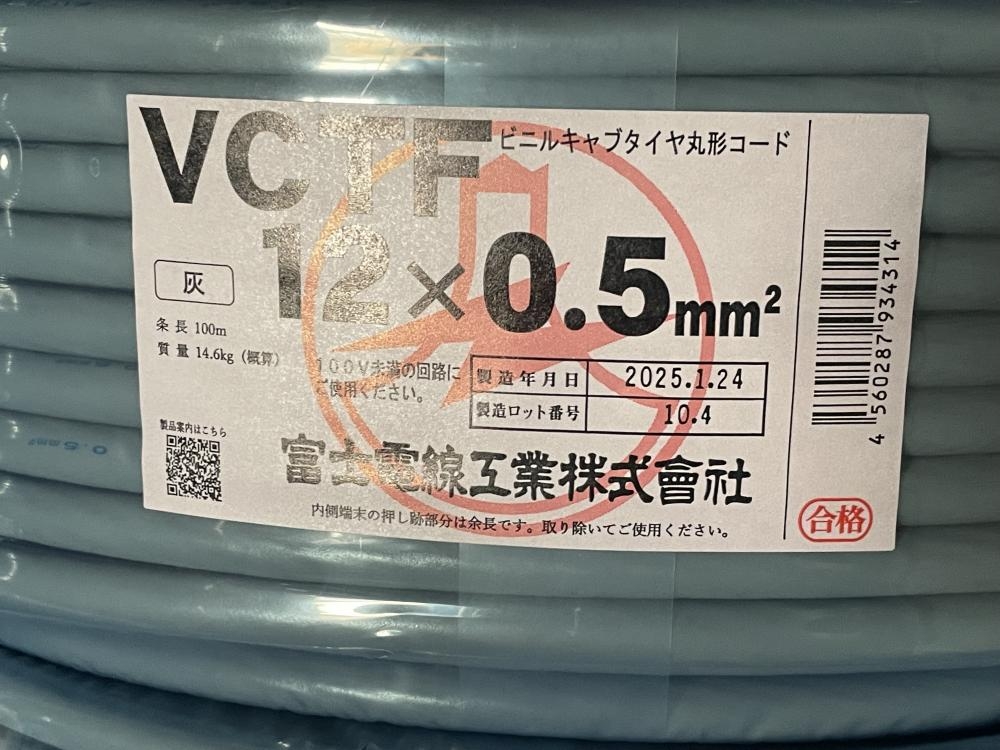 VCTF ビニルキャブタイヤ丸形コード
12×0.5mm²
灰
条長 100m
質量 14.6kg（概算）
100V未満の回路に
ご使用ください。
製造年月日 2025.1.24
製造ロット番号 10.4
製品案内はこちら
富士電線工業株式會社
内側端末の押し跡部分は余長です。取り除いてご使用ください。
4 560287 934314
合格
0.5mm²